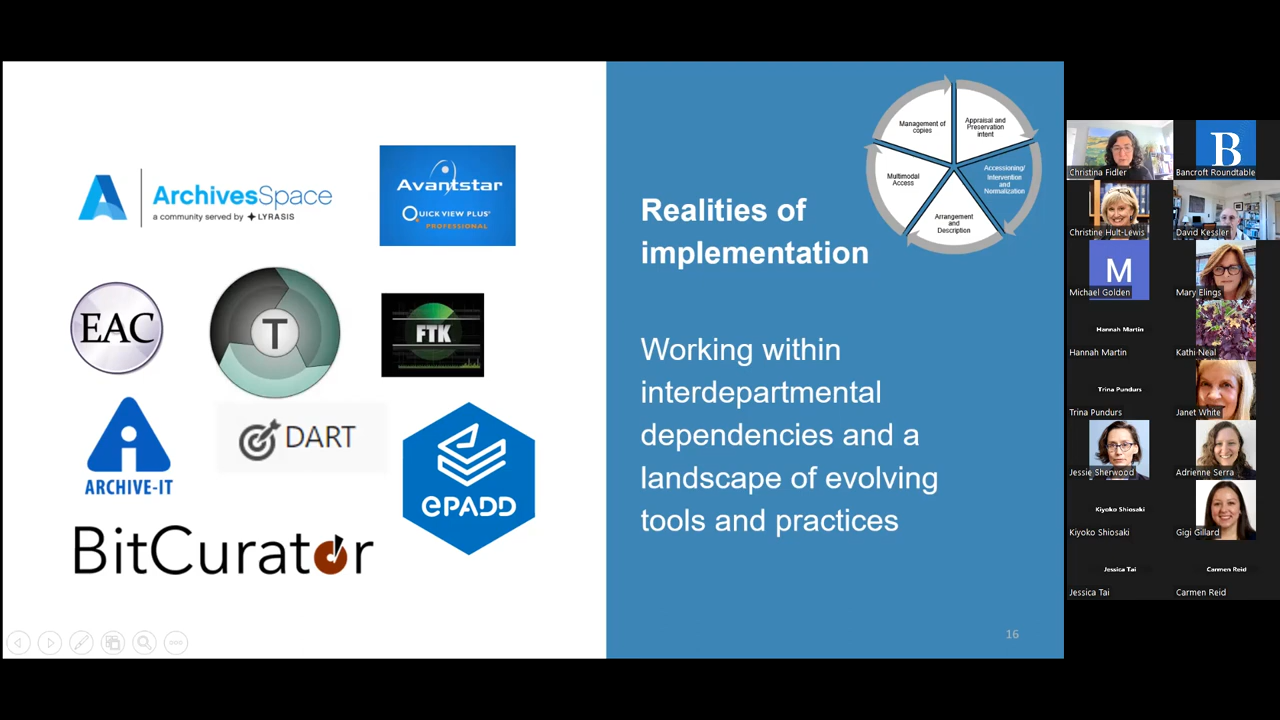 ArchivesSpace
a community served by LYRASIS
Avantstar
QUICK VIEW PLUS
PROFESSIONAL
EAC
T
FTK
ARCHIVE-IT
DART
ePADD
BitCurator
Realities of
implementation
Working within
interdepartmental
dependencies and a
landscape of evolving
tools and practices
Management of
copies
Appraisal and
Preservation
intent
Multimodal
Access
Accessioning/
Intervention
and
Normalization
Arrangement
and
Description
16
Christina Fidler
B
Bancroft Roundtable
Christine Hult-Lewis
David Kessler
M
Michael Golden
Mary Elings
Hannah Martin
Hannah Martin
Kathi Neal
Trina Pundurs
Trina Pundurs
Janet White
Jessie Sherwood
Adrienne Serra
Kiyoko Shiosaki
Kiyoko Shiosaki
Gigi Gillard
Jessica Tai
Carmen Reid
Jessica Tai
Carmen Reid